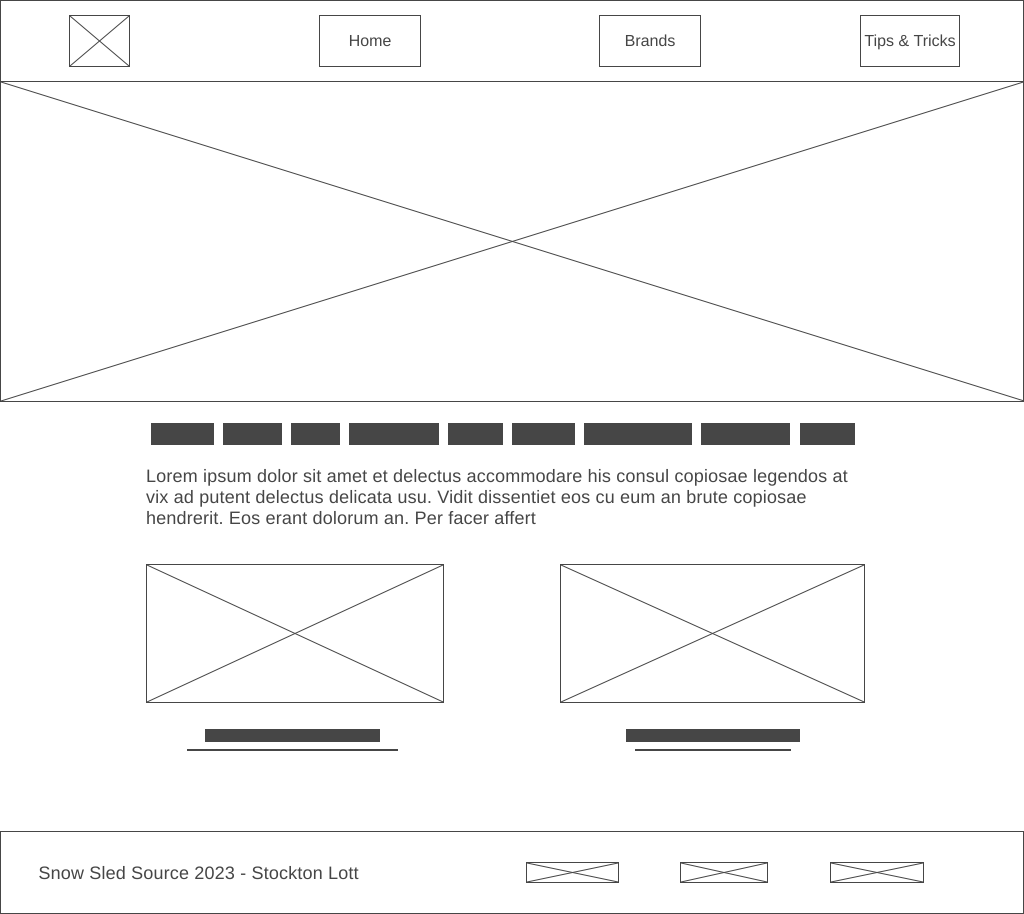 Home
Brands
Tips & Tricks
Lorem ipsum dolor sit amet et delectus accommodare his consul copiosae legendos at
vix ad putent delectus delicata usu. Vidit dissentiet eos cu eum an brute copiosae
hendrerit. Eos erant dolorum an. Per facer affert
Snow Sled Source 2023 - Stockton Lott